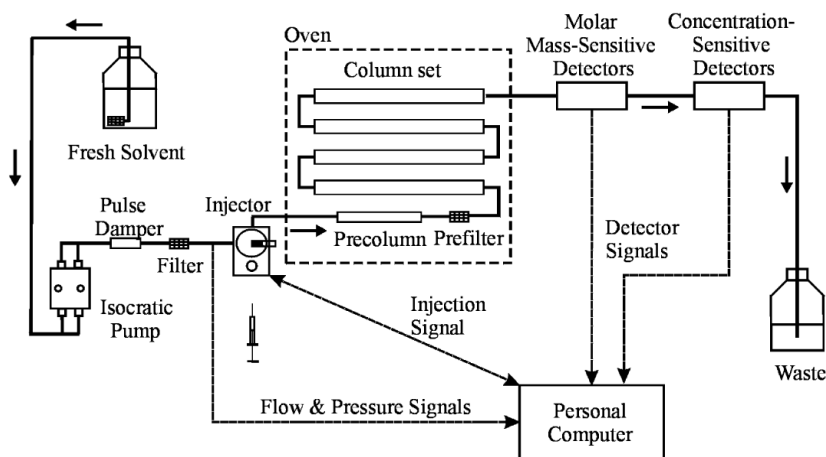 Oven
Molar
Mass-Sensitive
Detectors
Concentration-
Sensitive
Detectors
Column set
Fresh Solvent
Pulse
Damper
Injector
Precolumn
Prefilter
Filter
Detector
Signals
Isocratic
Pump
Injection
Signal
Waste
Flow & Pressure Signals
Personal
Computer